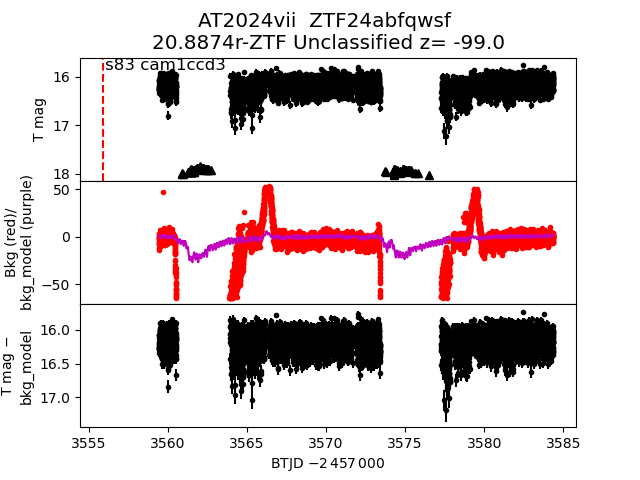 AT2024vii  ZTF24abfqwsf
20.8874r-ZTF Unclassified z= -99.0
s83 cam1ccd3
T mag
16
17
18
Bkg (red)/
bkg_model (purple)
50
0
−50
T mag −
bkg_model
16.0
16.5
17.0
3555
3560
3565
3570
3575
3580
3585
BTJD −2 457 000